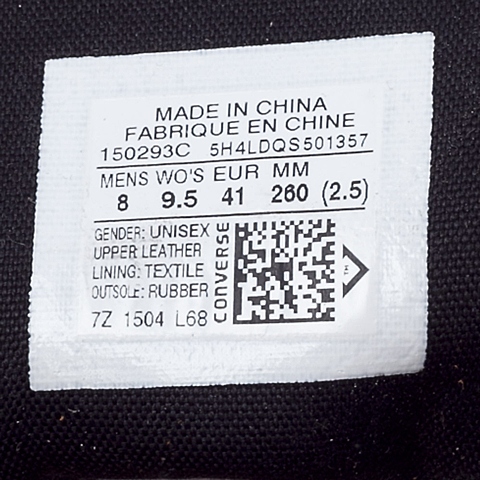 MADE IN CHINA
FABRIQUE EN CHINE
150293C 5H4LDQS501357
MENS WO'S EUR MM
8 9.5 41 260 (2.5)
GENDER: UNISEX
UPPER: LEATHER
LINING: TEXTILE
OUTSOLE: RUBBER
CONVERSE
7Z 1504 L68